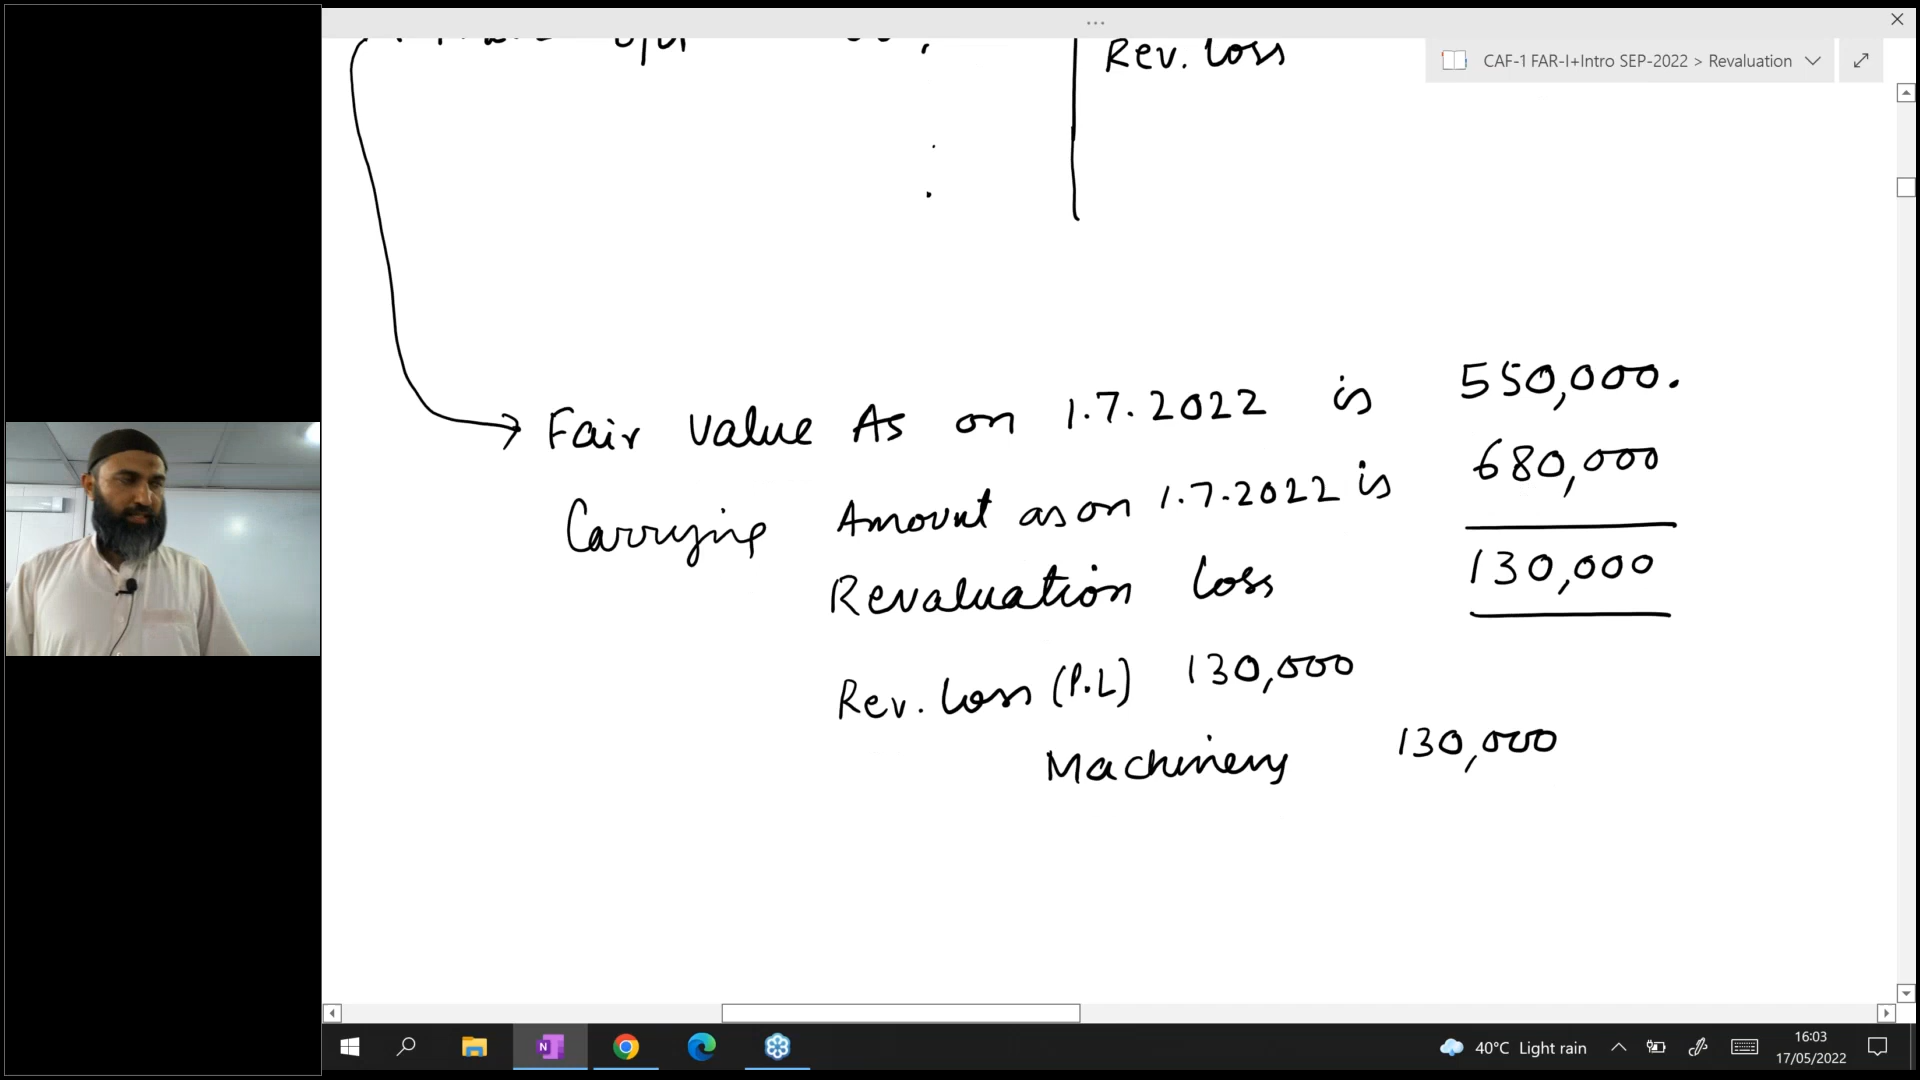 ...
Rev. loss
CAF-1 FAR-I+Intro SEP-2022 > Revaluation
Fair value As on 1.7.2022 is 550,000.
Carrying Amount as on 1.7.2022 is 680,000
Revaluation loss 130,000
Rev. loss (P.L) 130,000
Machinery 130,000
40°C Light rain
16:03
17/05/2022